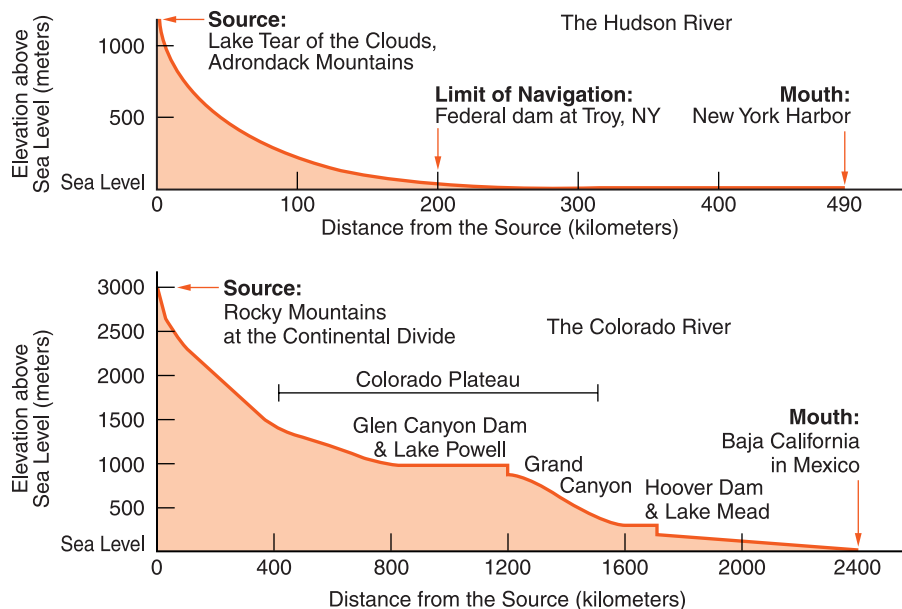 The Hudson River
Elevation above
Sea Level (meters)
1000
500
Sea Level
Source:
Lake Tear of the Clouds,
Adrondack Mountains
Limit of Navigation:
Federal dam at Troy, NY
Mouth:
New York Harbor
0 100 200 300 400 490
Distance from the Source (kilometers)
The Colorado River
Elevation above
Sea Level (meters)
3000
2500
2000
1500
1000
500
Sea Level
Source:
Rocky Mountains
at the Continental Divide
Colorado Plateau
Glen Canyon Dam
& Lake Powell
Grand
Canyon
Hoover Dam
& Lake Mead
Mouth:
Baja California
in Mexico
0 400 800 1200 1600 2000 2400
Distance from the Source (kilometers)